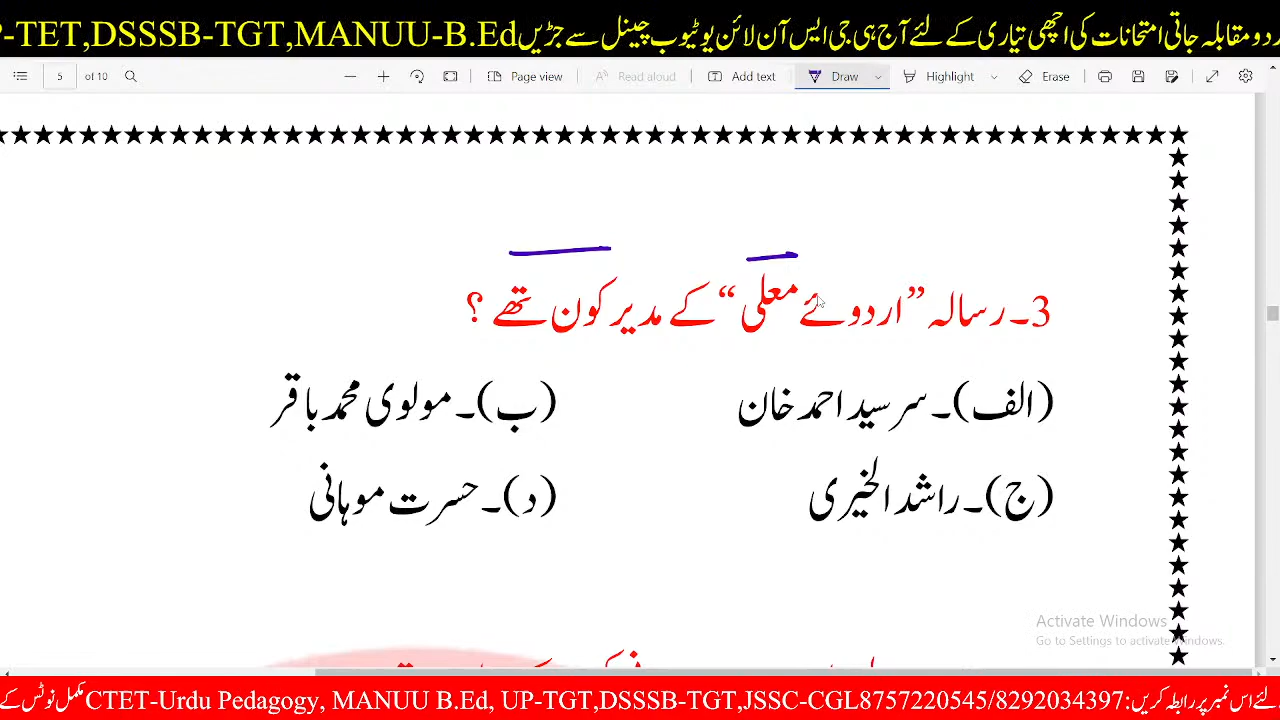 ردو مقابلہ جاتی امتحانات کی اچھی تیاری کے لئے آج ہی جی ایس آن لائن یوٹیوب چینل سے جڑیں P-TET,DSSSB-TGT,MANUU-B.Ed
5 of 10 Page view Read aloud Add text Draw Highlight Erase
3۔ رسالہ ”اردوئے معلی“ کے مدیر کون تھے ؟
(الف)۔ سرسید احمد خان (ب)۔ مولوی محمد باقر
(ج)۔ راشد الخیری (د)۔ حسرت موہانی
Activate Windows
Go to Settings to activate Windows.
لئے اس نمبر پر رابطہ کریں:8757220545/8292034397 CTET-Urdu Pedagogy, MANUU B.Ed, UP-TGT,DSSSB-TGT,JSSC-CGL مکمل نوٹس کے